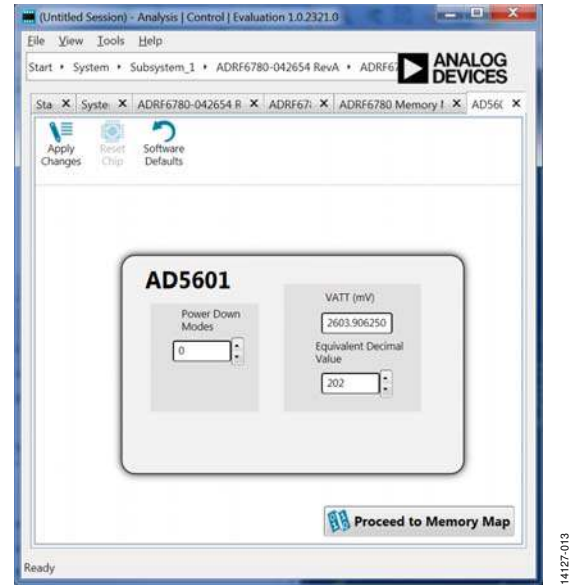 (Untitled Session) - Analysis | Control | Evaluation 1.0.2321.0
File View Tools Help
Start • System • Subsystem_1 • ADRF6780-042654 RevA • ADRF6
ANALOG
DEVICES
Sta X Syste X ADRF6780-042654 R X ADRF67 X ADRF6780 Memory X AD56 X
Apply
Changes
Reset
Chip
Software
Defaults
AD5601
Power Down
Modes
0
VATT (mV)
2603.906250
Equivalent Decimal
Value
202
Proceed to Memory Map
Ready
14127-013